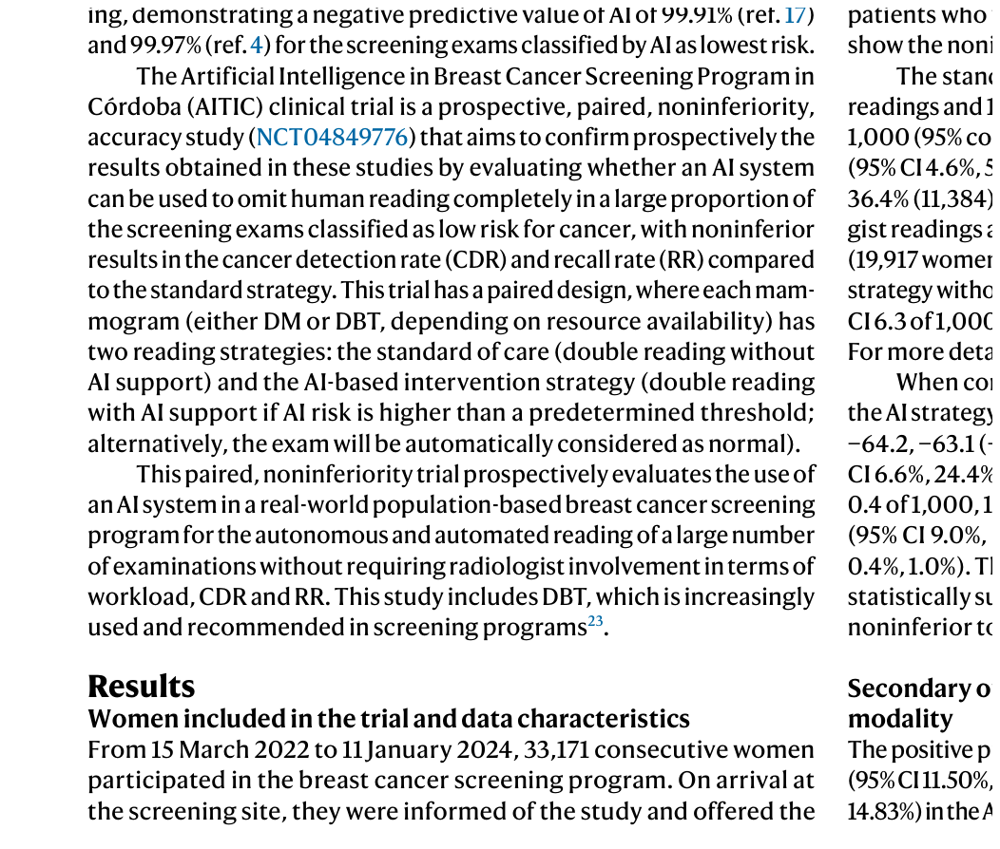 ing, demonstrating a negative predictive value of AI of 99.91% (ref. 17)
and 99.97% (ref. 4) for the screening exams classified by AI as lowest risk.
The Artificial Intelligence in Breast Cancer Screening Program in
Córdoba (AITIC) clinical trial is a prospective, paired, noninferiority,
accuracy study (NCT04849776) that aims to confirm prospectively the
results obtained in these studies by evaluating whether an AI system
can be used to omit human reading completely in a large proportion of
the screening exams classified as low risk for cancer, with noninferior
results in the cancer detection rate (CDR) and recall rate (RR) compared
to the standard strategy. This trial has a paired design, where each mam-
mogram (either DM or DBT, depending on resource availability) has
two reading strategies: the standard of care (double reading without
AI support) and the AI-based intervention strategy (double reading
with AI support if AI risk is higher than a predetermined threshold;
alternatively, the exam will be automatically considered as normal).
This paired, noninferiority trial prospectively evaluates the use of
an AI system in a real-world population-based breast cancer screening
program for the autonomous and automated reading of a large number
of examinations without requiring radiologist involvement in terms of
workload, CDR and RR. This study includes DBT, which is increasingly
used and recommended in screening programs23.
Results
Women included in the trial and data characteristics
From 15 March 2022 to 11 January 2024, 33,171 consecutive women
participated in the breast cancer screening program. On arrival at
the screening site, they were informed of the study and offered the
patients who
show the noni
The stand
readings and 1
1,000 (95% co
(95% CI 4.6%, 5
36.4% (11,384)
gist readings a
(19,917 women
strategy witho
CI 6.3 of 1,000
For more deta
When cor
the AI strategy
−64.2, −63.1 (
CI 6.6%, 24.4%
0.4 of 1,000, 1
(95% CI 9.0%,
0.4%, 1.0%). Th
statistically su
noninferior to
Secondary o
modality
The positive p
(95% CI 11.50%,
14.83%) in the A